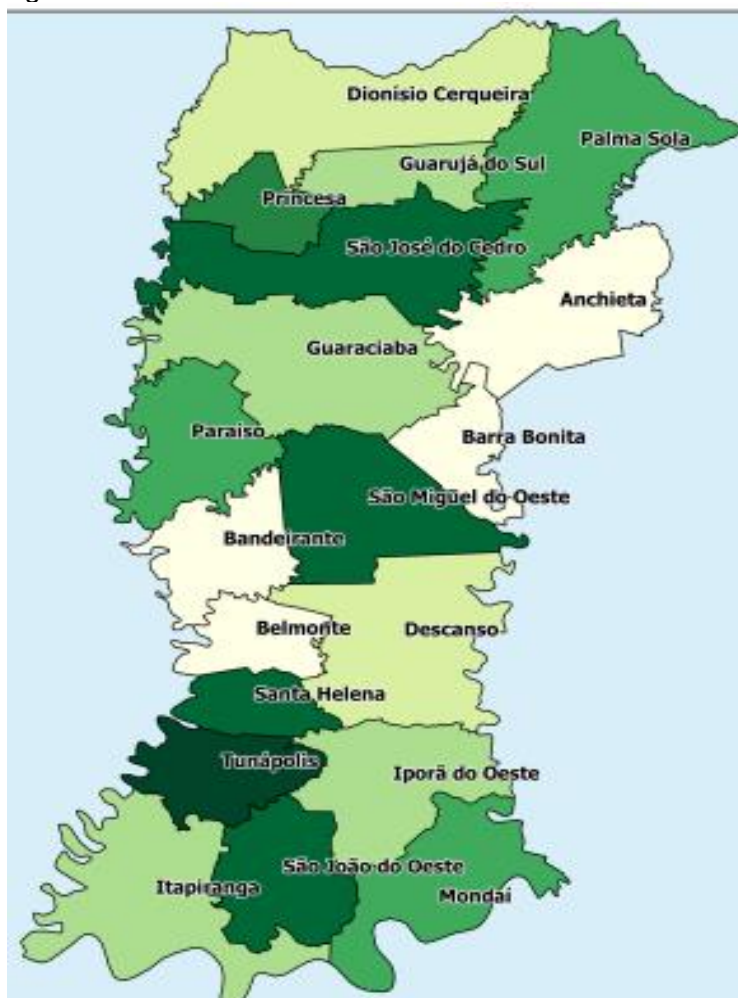 Dionísio Cerqueira
Palma Sola
Guarujá do Sul
Princesa
São José do Cedro
Anchieta
Guaraciaba
Paraíso
Barra Bonita
São Miguel do Oeste
Bandeirante
Belmonte
Descanso
Santa Helena
Tunápolis
Iporã do Oeste
São João do Oeste
Itapiranga
Mondaí